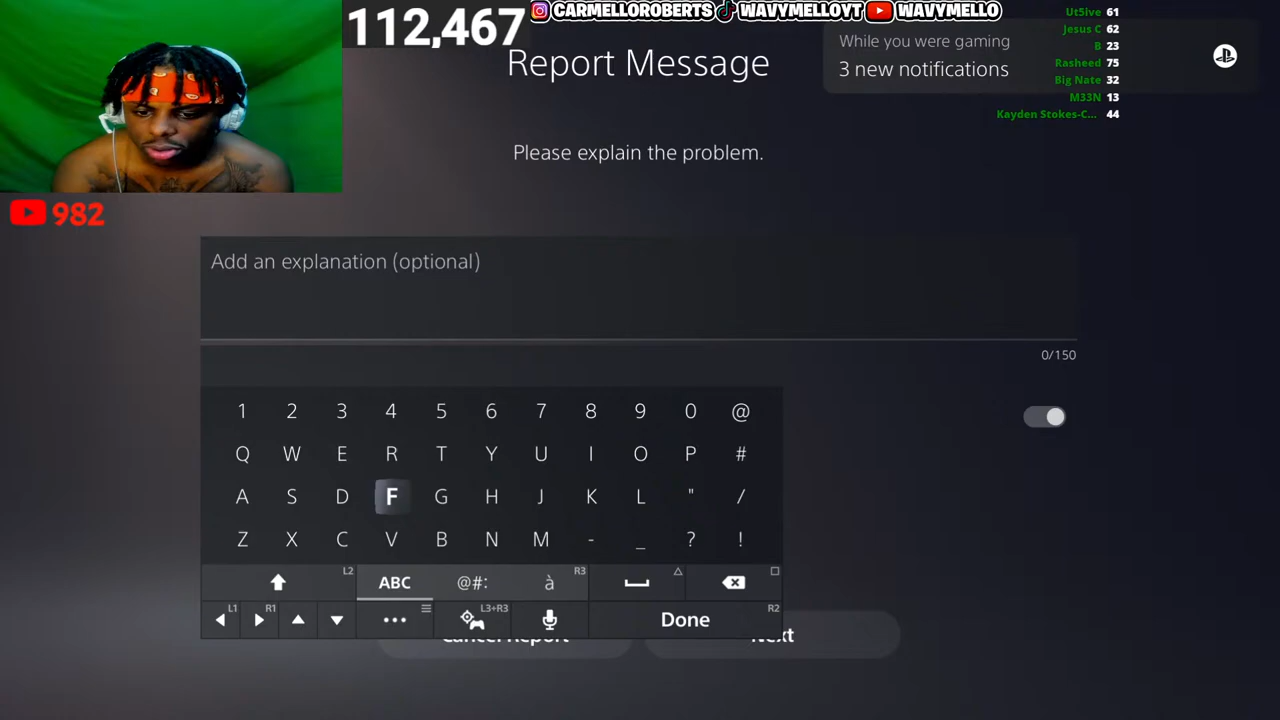 112,467
CARMELLOROBERTS WAVYMELLOYT WAVYMELLO
Report Message
While you were gaming
3 new notifications
Ut5ive 61
Jesus C 62
B 23
Rasheed 75
Big Nate 32
M33N 13
Kayden Stokes-C... 44
Please explain the problem.
982
Add an explanation (optional)
0/150
1 2 3 4 5 6 7 8 9 0 @
Q W E R T Y U I O P #
A S D F G H J K L " /
Z X C V B N M - _ ? !
L2 ABC @#: à R3
L1 R1 ... L3+R3 Done R2
Cancel Report Next